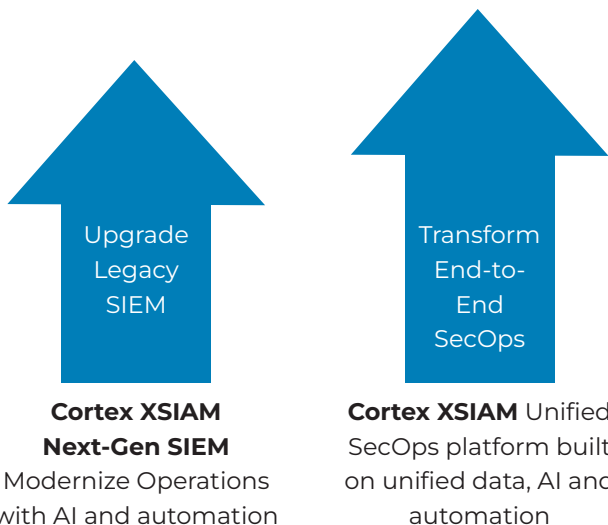 Upgrade
Legacy
SIEM
Cortex XSIAM
Next-Gen SIEM
Modernize Operations
with AI and automation
Transform
End-to-
End
SecOps
Cortex XSIAM Unified
SecOps platform built
on unified data, AI and
automation